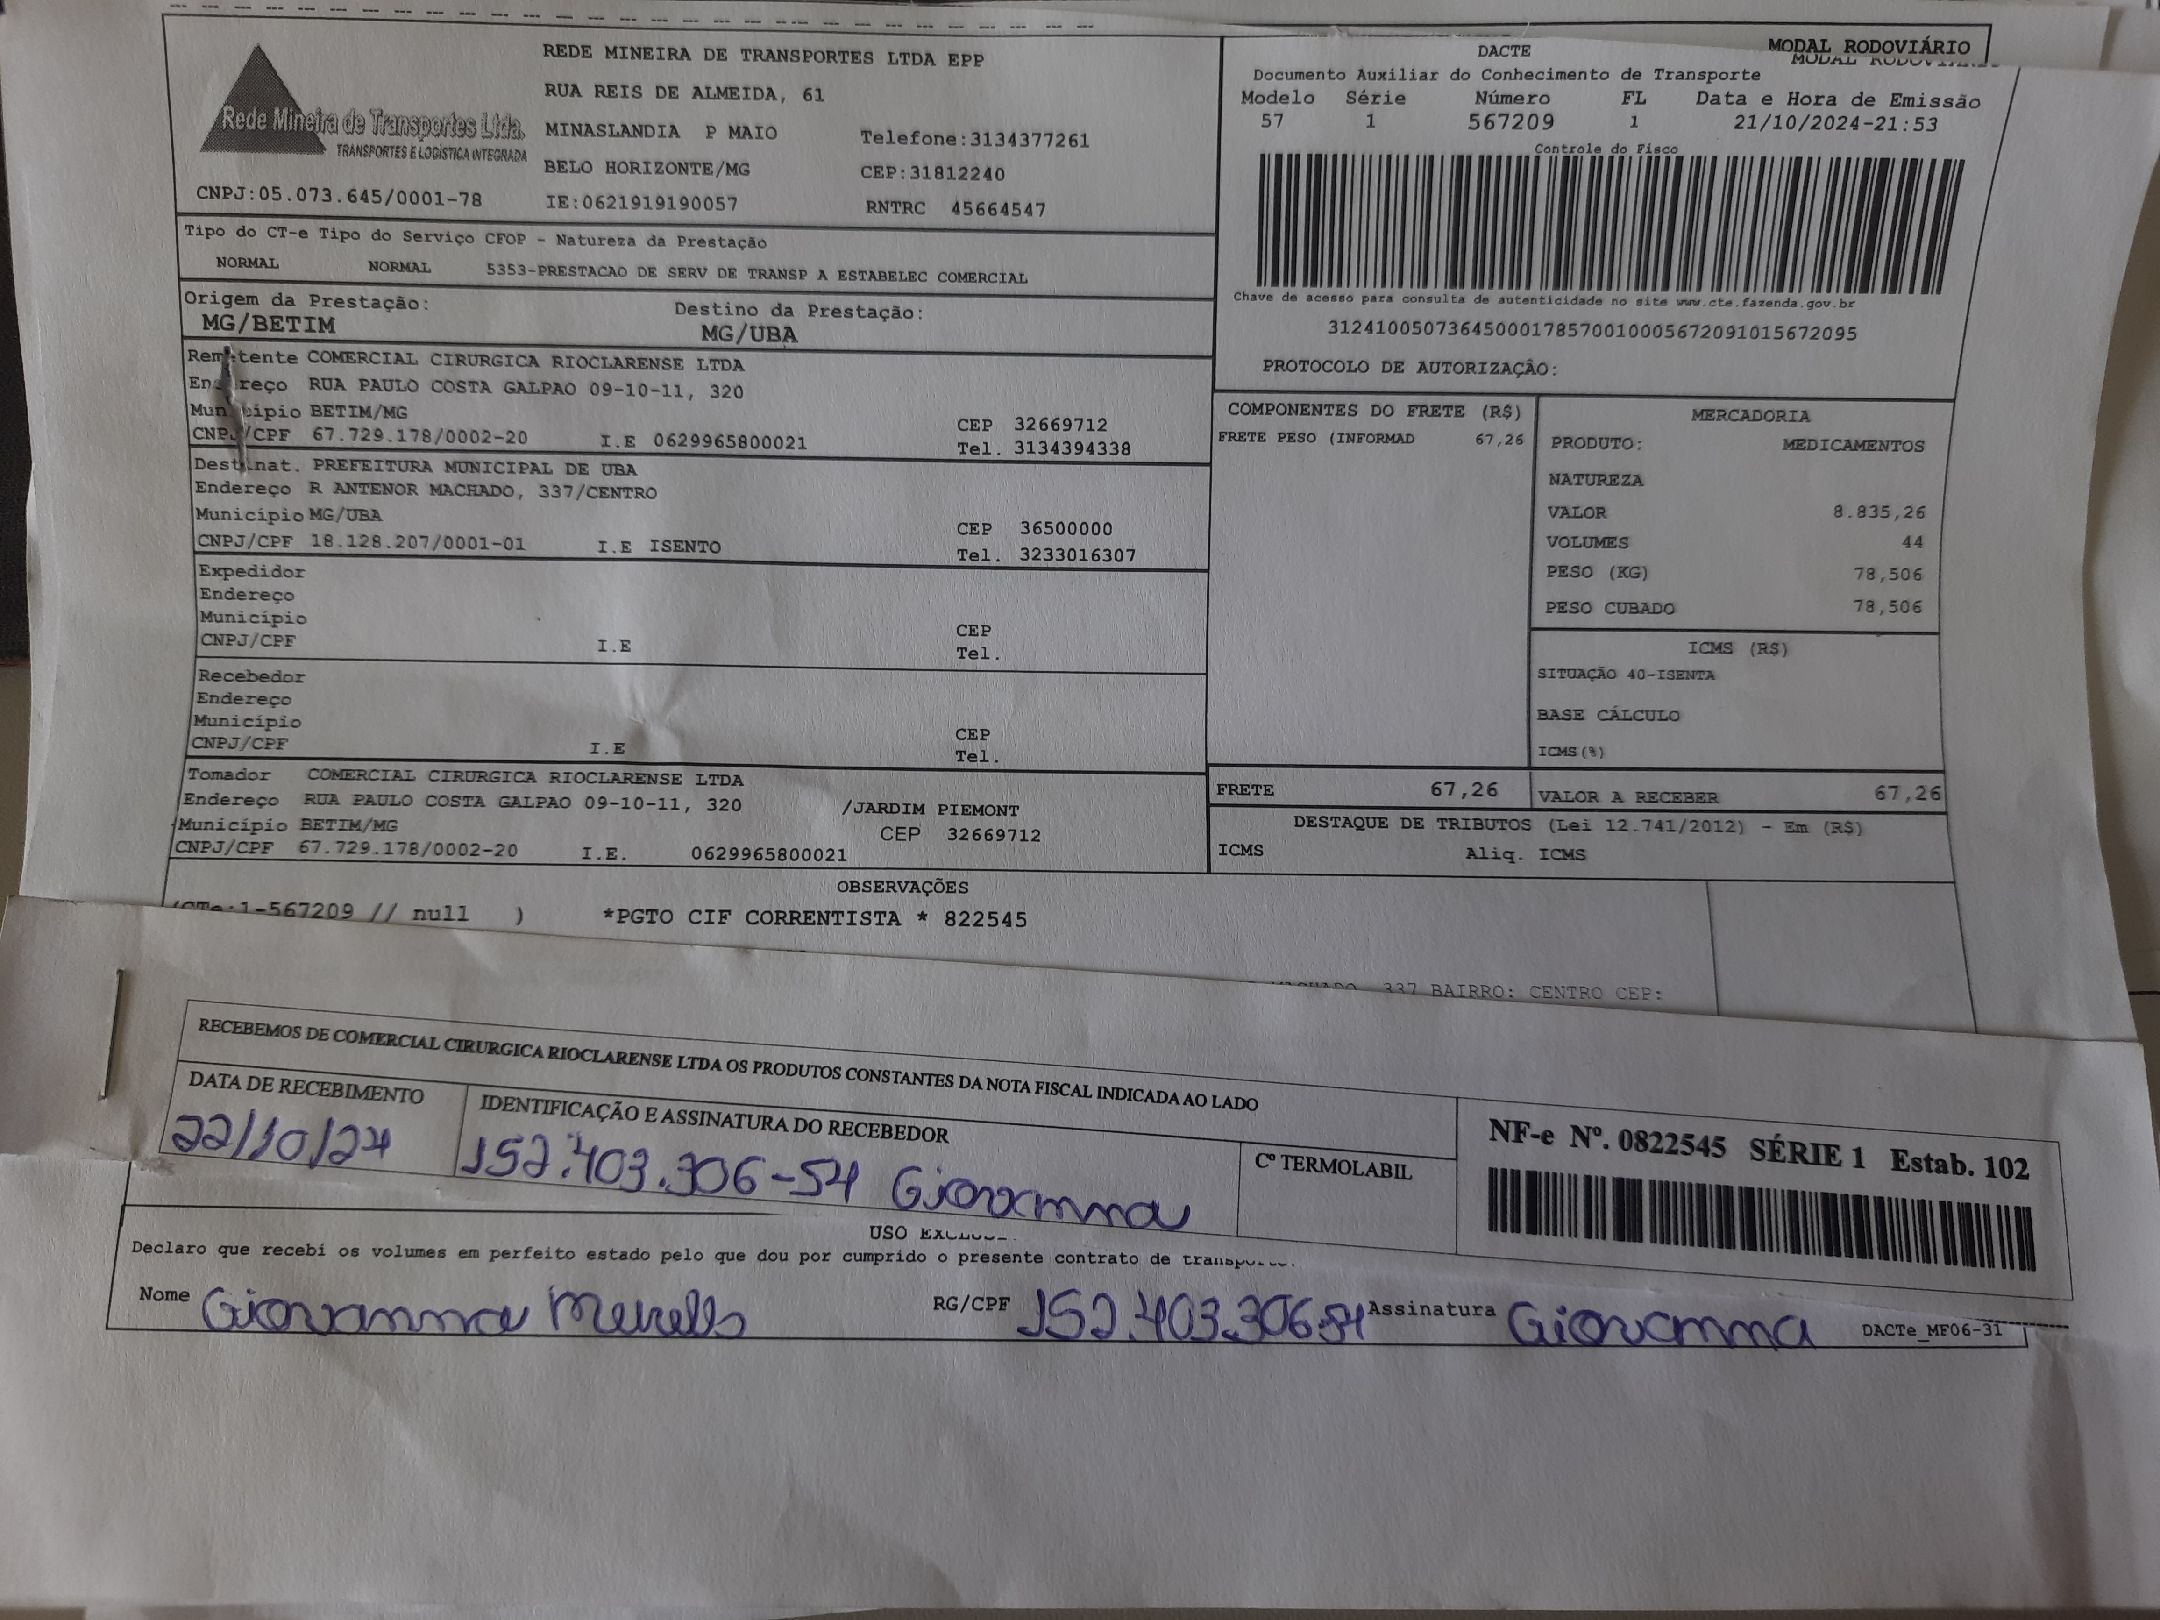 Rede Mineira de Transportes Ltda.
TRANSPORTES E LOGÍSTICA INTEGRADA
CNPJ:05.073.645/0001-78
REDE MINEIRA DE TRANSPORTES LTDA EPP
RUA REIS DE ALMEIDA, 61
MINASLANDIA P MAIO Telefone:3134377261
BELO HORIZONTE/MG CEP:31812240
IE:0621919190057 RNTRC 45664547
DACTE MODAL RODOVIÁRIO
MODAL RODOVIÁRIO
Documento Auxiliar do Conhecimento de Transporte
Modelo Série Número FL Data e Hora de Emissão
57 1 567209 1 21/10/2024-21:53
Controle do Fisco
Chave de acesso para consulta de autenticidade no site www.cte.fazenda.gov.br
31241005073645000178570010005672091015672095
PROTOCOLO DE AUTORIZAÇÃO:
Tipo do CT-e Tipo do Serviço CFOP - Natureza da Prestação
NORMAL NORMAL 5353-PRESTACAO DE SERV DE TRANSP A ESTABELEC COMERCIAL
Origem da Prestação: Destino da Prestação:
MG/BETIM MG/UBA
Remetente COMERCIAL CIRURGICA RIOCLARENSE LTDA
Endereço RUA PAULO COSTA GALPAO 09-10-11, 320
Município BETIM/MG CEP 32669712
CNPJ/CPF 67.729.178/0002-20 I.E 0629965800021 Tel. 3134394338
Destinat. PREFEITURA MUNICIPAL DE UBA
Endereço R ANTENOR MACHADO, 337/CENTRO
Município MG/UBA CEP 36500000
CNPJ/CPF 18.128.207/0001-01 I.E ISENTO Tel. 3233016307
Expedidor
Endereço
Município CEP
CNPJ/CPF I.E Tel.
Recebedor
Endereço
Município CEP
CNPJ/CPF I.E Tel.
Tomador COMERCIAL CIRURGICA RIOCLARENSE LTDA
Endereço RUA PAULO COSTA GALPAO 09-10-11, 320 /JARDIM PIEMONT
Município BETIM/MG CEP 32669712
CNPJ/CPF 67.729.178/0002-20 I.E. 0629965800021
COMPONENTES DO FRETE (R$)
FRETE PESO (INFORMAD 67,26
MERCADORIA
PRODUTO: MEDICAMENTOS
NATUREZA
VALOR 8.835,26
VOLUMES 44
PESO (KG) 78,506
PESO CUBADO 78,506
ICMS (R$)
SITUAÇÃO 40-ISENTA
BASE CÁLCULO
ICMS(%)
FRETE 67,26 VALOR A RECEBER 67,26
DESTAQUE DE TRIBUTOS (Lei 12.741/2012) - Em (R$)
ICMS Aliq. ICMS
OBSERVAÇÕES
(CTe:1-567209 // null ) *PGTO CIF CORRENTISTA * 822545
337 BAIRRO: CENTRO CEP:
RECEBEMOS DE COMERCIAL CIRURGICA RIOCLARENSE LTDA OS PRODUTOS CONSTANTES DA NOTA FISCAL INDICADA AO LADO
DATA DE RECEBIMENTO IDENTIFICAÇÃO E ASSINATURA DO RECEBEDOR
22/10/24 152.403.306-54 Giovanna
Cº TERMOLABIL
NF-e Nº. 0822545 SÉRIE 1 Estab. 102
USO
Declaro que recebi os volumes em perfeito estado pelo que dou por cumprido o presente contrato de
Nome Giovanna RG/CPF 152.403.306-54 Assinatura Giovanna DACTe_MF06-31